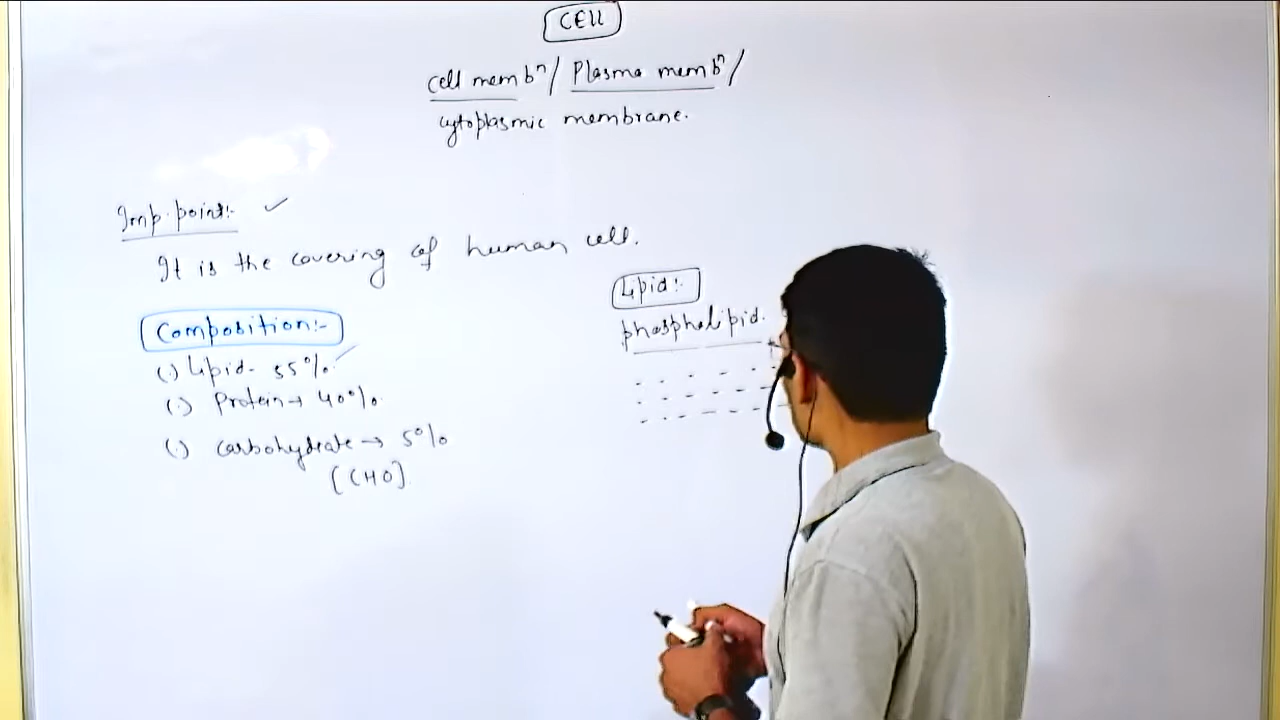 CELL
cell membⁿ/ Plasma membⁿ/
cytoplasmic membrane.
Imp. point:-
It is the covering of human cell.
Composition:-
(·) Lipid- 55%
(·) Protein → 40%
(·) carbohydrate → 5%
[CHO]
Lipid:-
phospholipid.